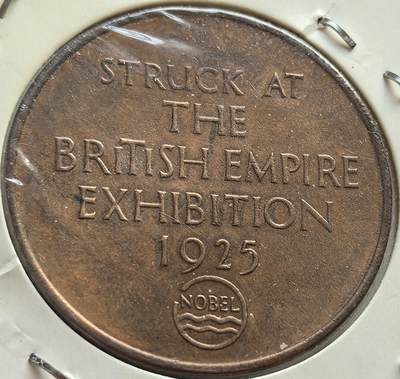 STRUCK AT
THE
BRITISH EMPIRE
EXHIBITION
1925
NOBEL